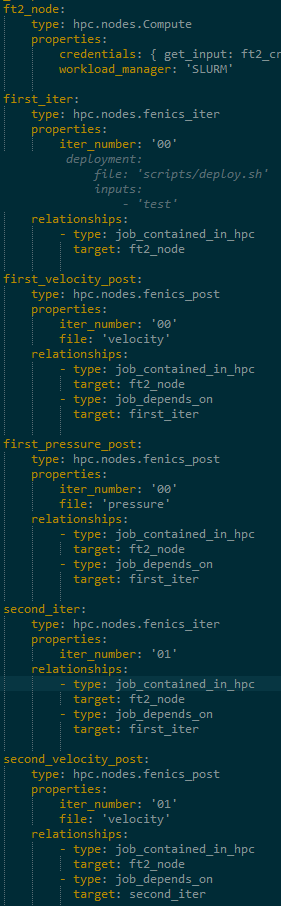 ft2_node:
type: hpc.nodes.Compute
properties:
credentials: { get_input: ft2_cr
workload_manager: 'SLURM'
first_iter:
type: hpc.nodes.fenics_iter
properties:
iter_number: '00'
deployment:
file: 'scripts/deploy.sh'
inputs:
- 'test'
relationships:
- type: job_contained_in_hpc
target: ft2_node
first_velocity_post:
type: hpc.nodes.fenics_post
properties:
iter_number: '00'
file: 'velocity'
relationships:
- type: job_contained_in_hpc
target: ft2_node
- type: job_depends_on
target: first_iter
first_pressure_post:
type: hpc.nodes.fenics_post
properties:
iter_number: '00'
file: 'pressure'
relationships:
- type: job_contained_in_hpc
target: ft2_node
- type: job_depends_on
target: first_iter
second_iter:
type: hpc.nodes.fenics_iter
properties:
iter_number: '01'
relationships:
- type: job_contained_in_hpc
target: ft2_node
- type: job_depends_on
target: first_iter
second_velocity_post:
type: hpc.nodes.fenics_post
properties:
iter_number: '01'
file: 'velocity'
relationships:
- type: job_contained_in_hpc
target: ft2_node
- type: job_depends_on
target: second_iter